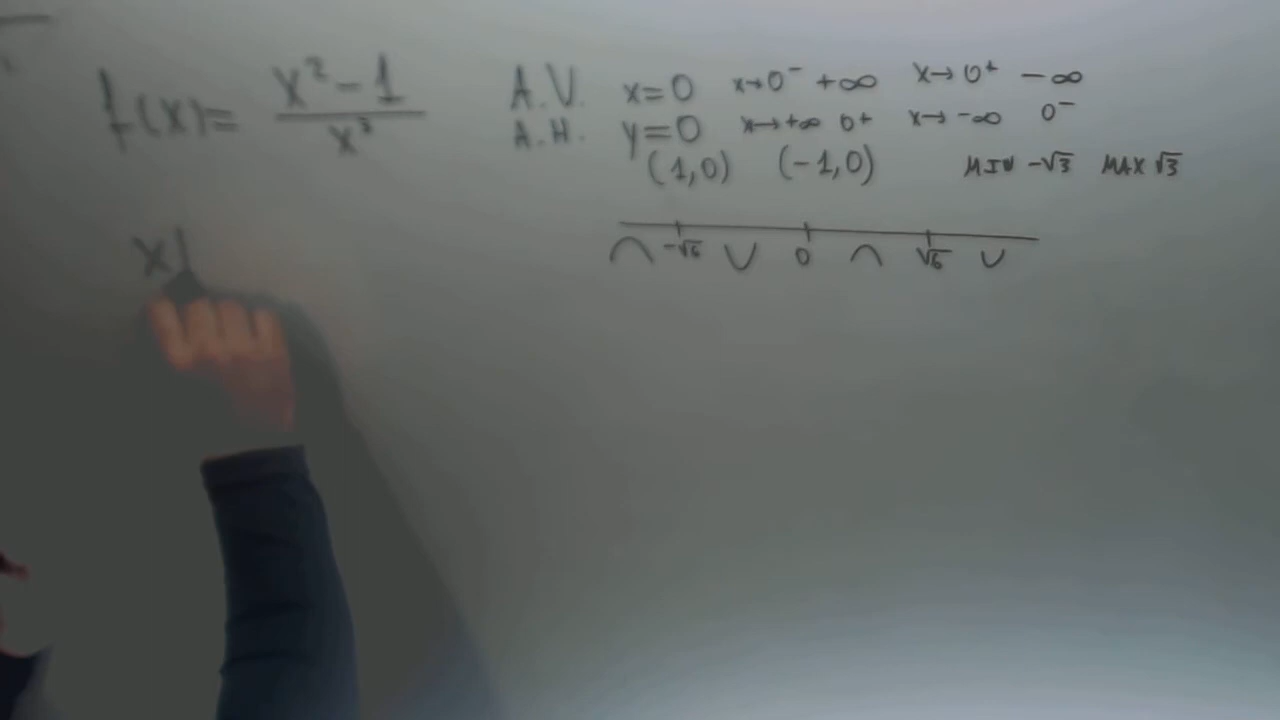 f(x)= x²-1 / x³
A.V. x=0 x→0⁻ +∞ x→0⁺ -∞
A.H. y=0 x→+∞ 0+ x→-∞ 0⁻
(1,0) (-1,0) MIN -√3 MAX √3
∩ -√6 ∪ 0 ∩ √6 ∪
x